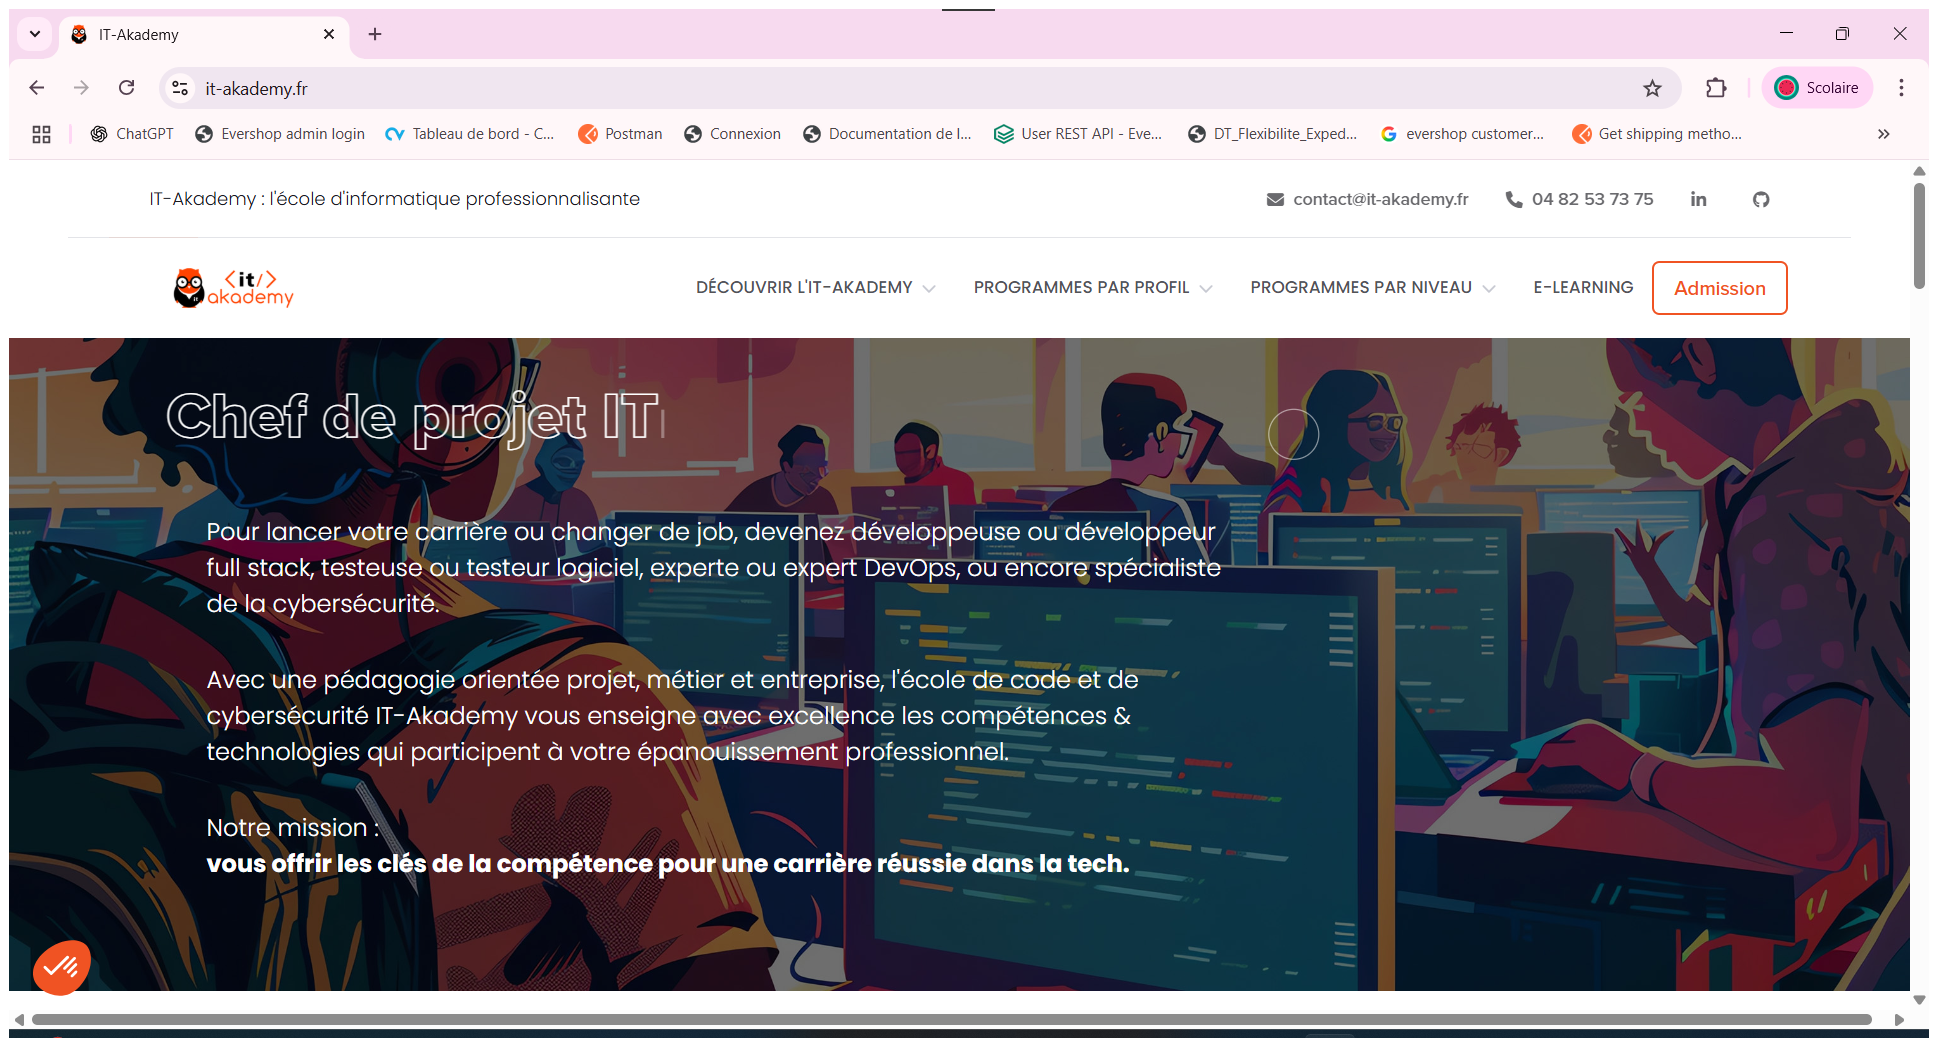 IT-Akademy
it-akademy.fr
Scolaire
ChatGPT
Evershop admin login
Tableau de bord - C...
Postman
Connexion
Documentation de l...
User REST API - Eve...
DT_Flexibilite_Exped...
evershop customer...
Get shipping metho...
IT-Akademy : l'école d'informatique professionnalisante
contact@it-akademy.fr
04 82 53 73 75
<it/>
akademy
DÉCOUVRIR L'IT-AKADEMY
PROGRAMMES PAR PROFIL
PROGRAMMES PAR NIVEAU
E-LEARNING
Admission
Chef de projet IT
Pour lancer votre carrière ou changer de job, devenez développeuse ou développeur
full stack, testeuse ou testeur logiciel, experte ou expert DevOps, ou encore spécialiste
de la cybersécurité.
Avec une pédagogie orientée projet, métier et entreprise, l'école de code et de
cybersécurité IT-Akademy vous enseigne avec excellence les compétences &
technologies qui participent à votre épanouissement professionnel.
Notre mission :
vous offrir les clés de la compétence pour une carrière réussie dans la tech.